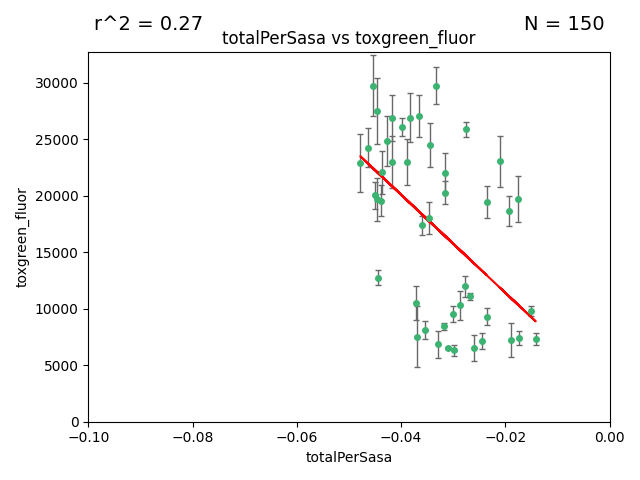 r^2 = 0.27
N = 150
totalPerSasa vs toxgreen_fluor
30000
25000
20000
15000
10000
5000
0
toxgreen_fluor
−0.10
−0.08
−0.06
−0.04
−0.02
0.00
totalPerSasa